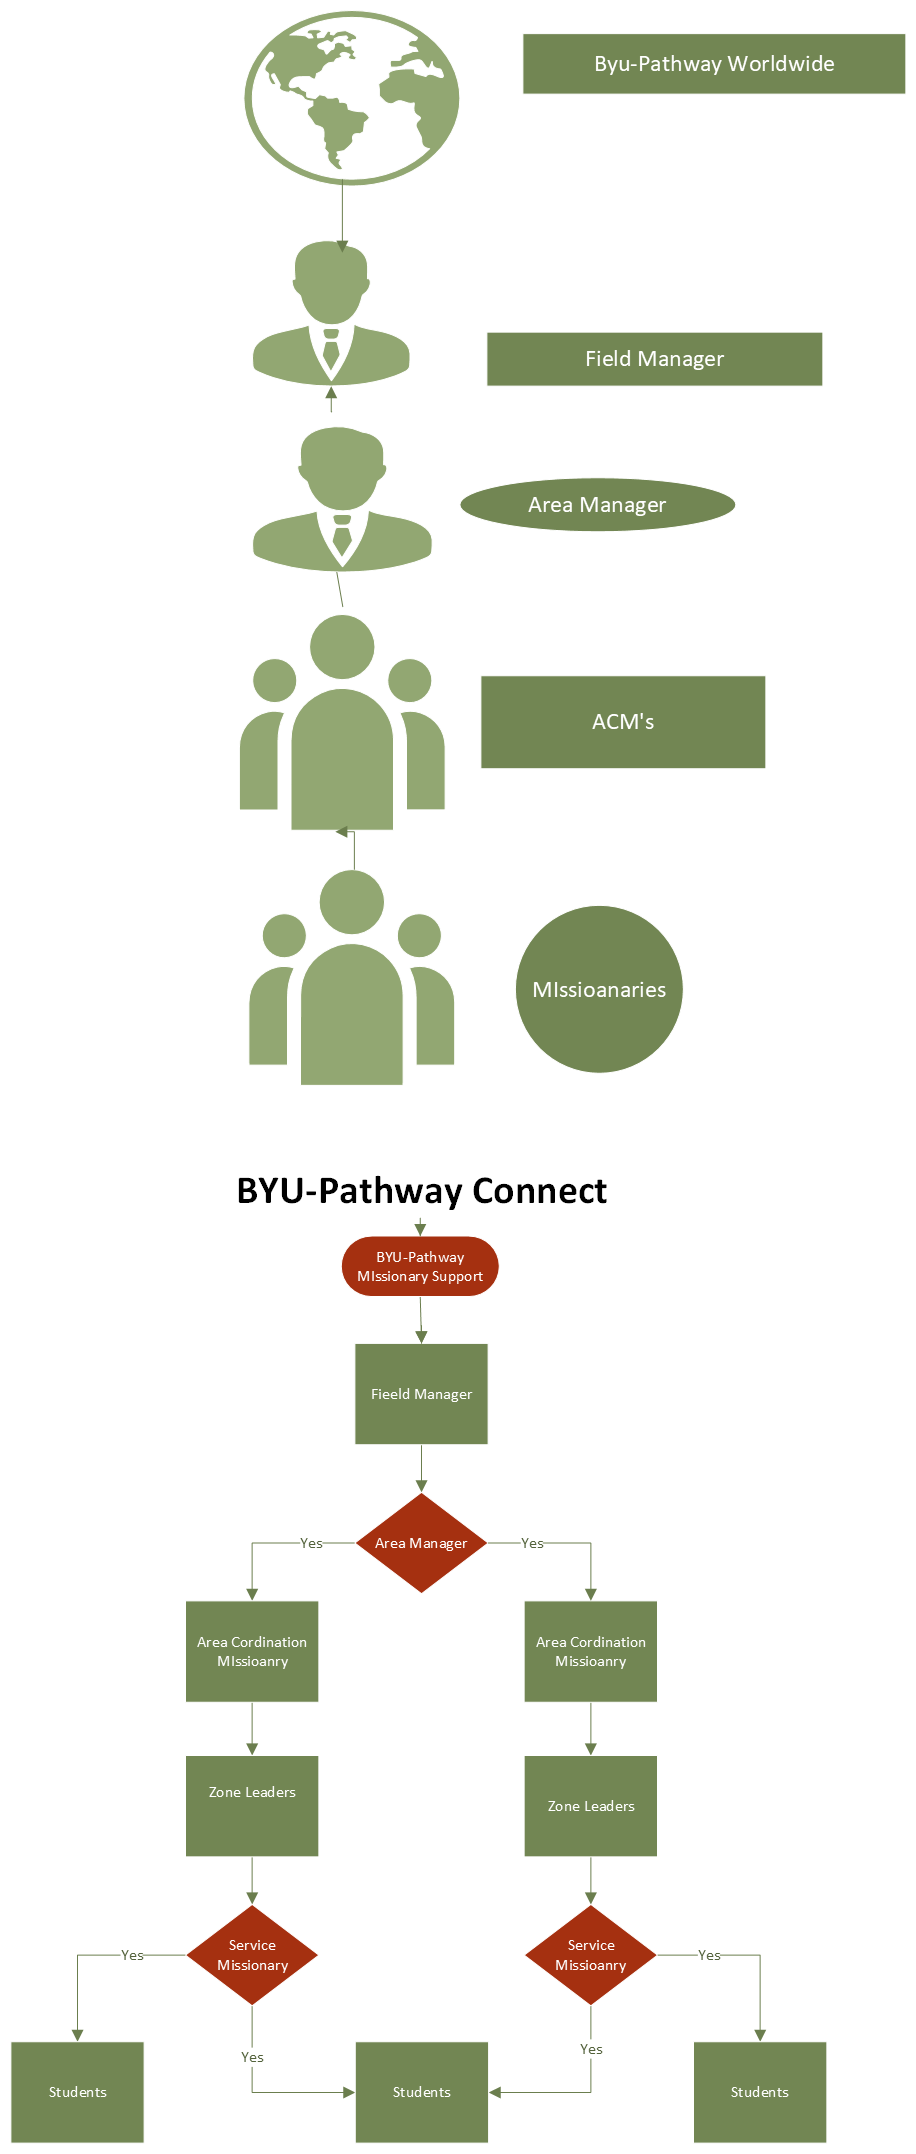 Byu-Pathway Worldwide
Field Manager
Area Manager
ACM's
MIssioanaries
BYU-Pathway Connect
BYU-Pathway
MIssionary Support
Fieeld Manager
Area Manager
Yes
Yes
Area Cordination
MIssioanry
Area Cordination
Missioanry
Zone Leaders
Zone Leaders
Service
Missionary
Service
Missioanry
Yes
Yes
Yes
Yes
Students
Students
Students